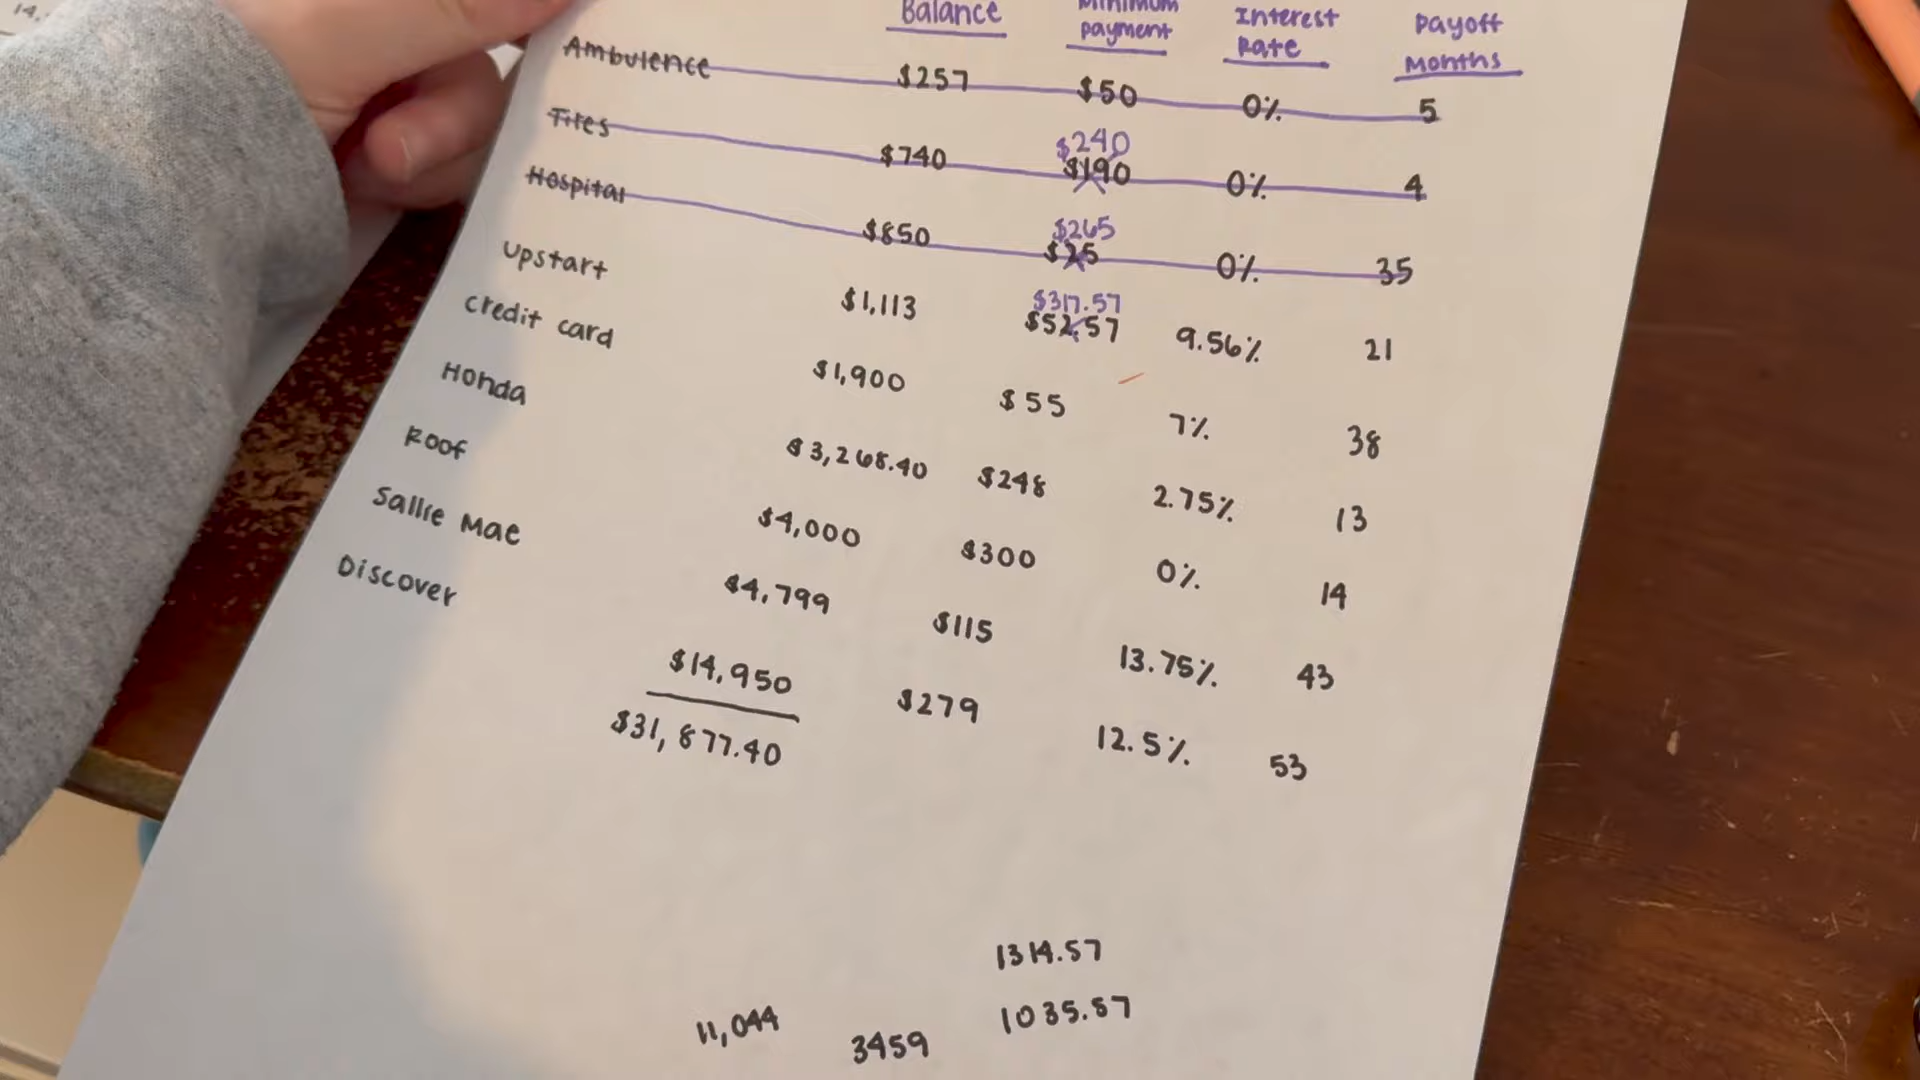 14,
Balance Minimum payment Interest Rate Payoff Months
Ambulence $257 $50 0% 5
$240
Tires $740 $190 0% 4
$265
Hospital $850 $25 0% 35
$317.57
Upstart $1,113 $52.57 9.56% 21
credit card $1,900 $55 7% 38
Honda $3,268.40 $248 2.75% 13
Roof $4,000 $300 0% 14
Sallie Mae $4,799 $115 13.75% 43
Discover $14,950 $279 12.5% 53
$31,877.40
1314.57
11,044 3459 1035.57